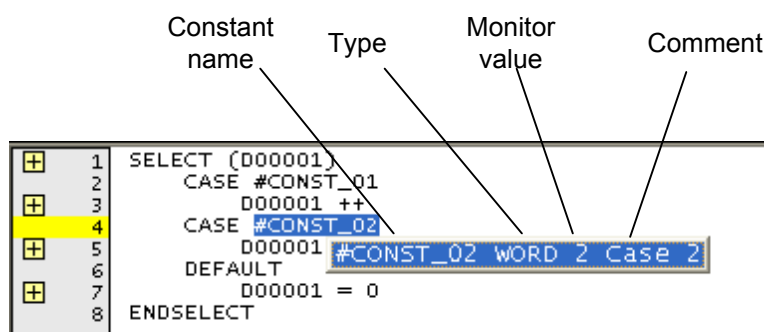 Constant name
Type
Monitor value
Comment
1 SELECT (D00001)
2 CASE #CONST_01
3 D00001 ++
4 CASE #CONST_02
5 D00001
#CONST_02 WORD 2 Case 2
6 DEFAULT
7 D00001 = 0
8 ENDSELECT